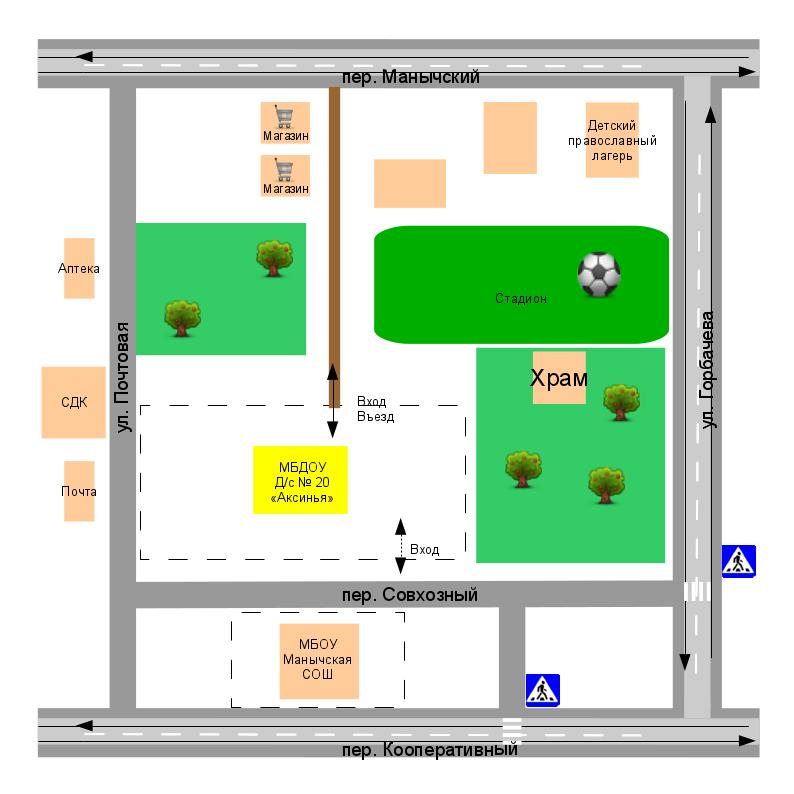 пер. Манычский
Магазин
Магазин
Детский
православный
лагерь
Аптека
Стадион
ул. Почтовая
ул. Горбачева
Храм
СДК
Вход
Въезд
МБДОУ
Д/с № 20
«Аксинья»
Почта
Вход
пер. Совхозный
МБОУ
Манычская
СОШ
пер. Кооперативный